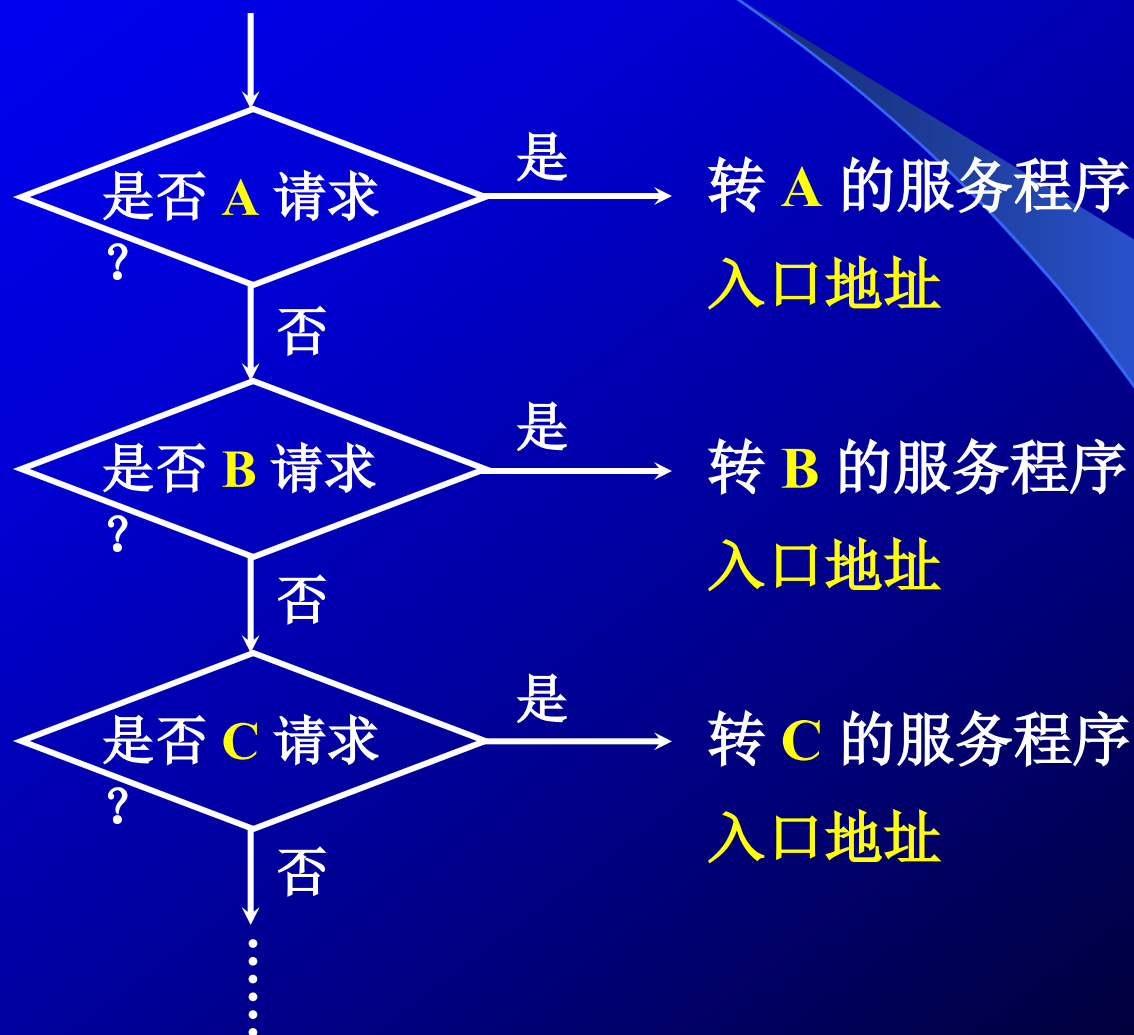 是
是否 A 请求
？
转 A 的服务程序
入口地址
否
是
是否 B 请求
？
转 B 的服务程序
入口地址
否
是
是否 C 请求
？
转 C 的服务程序
入口地址
否